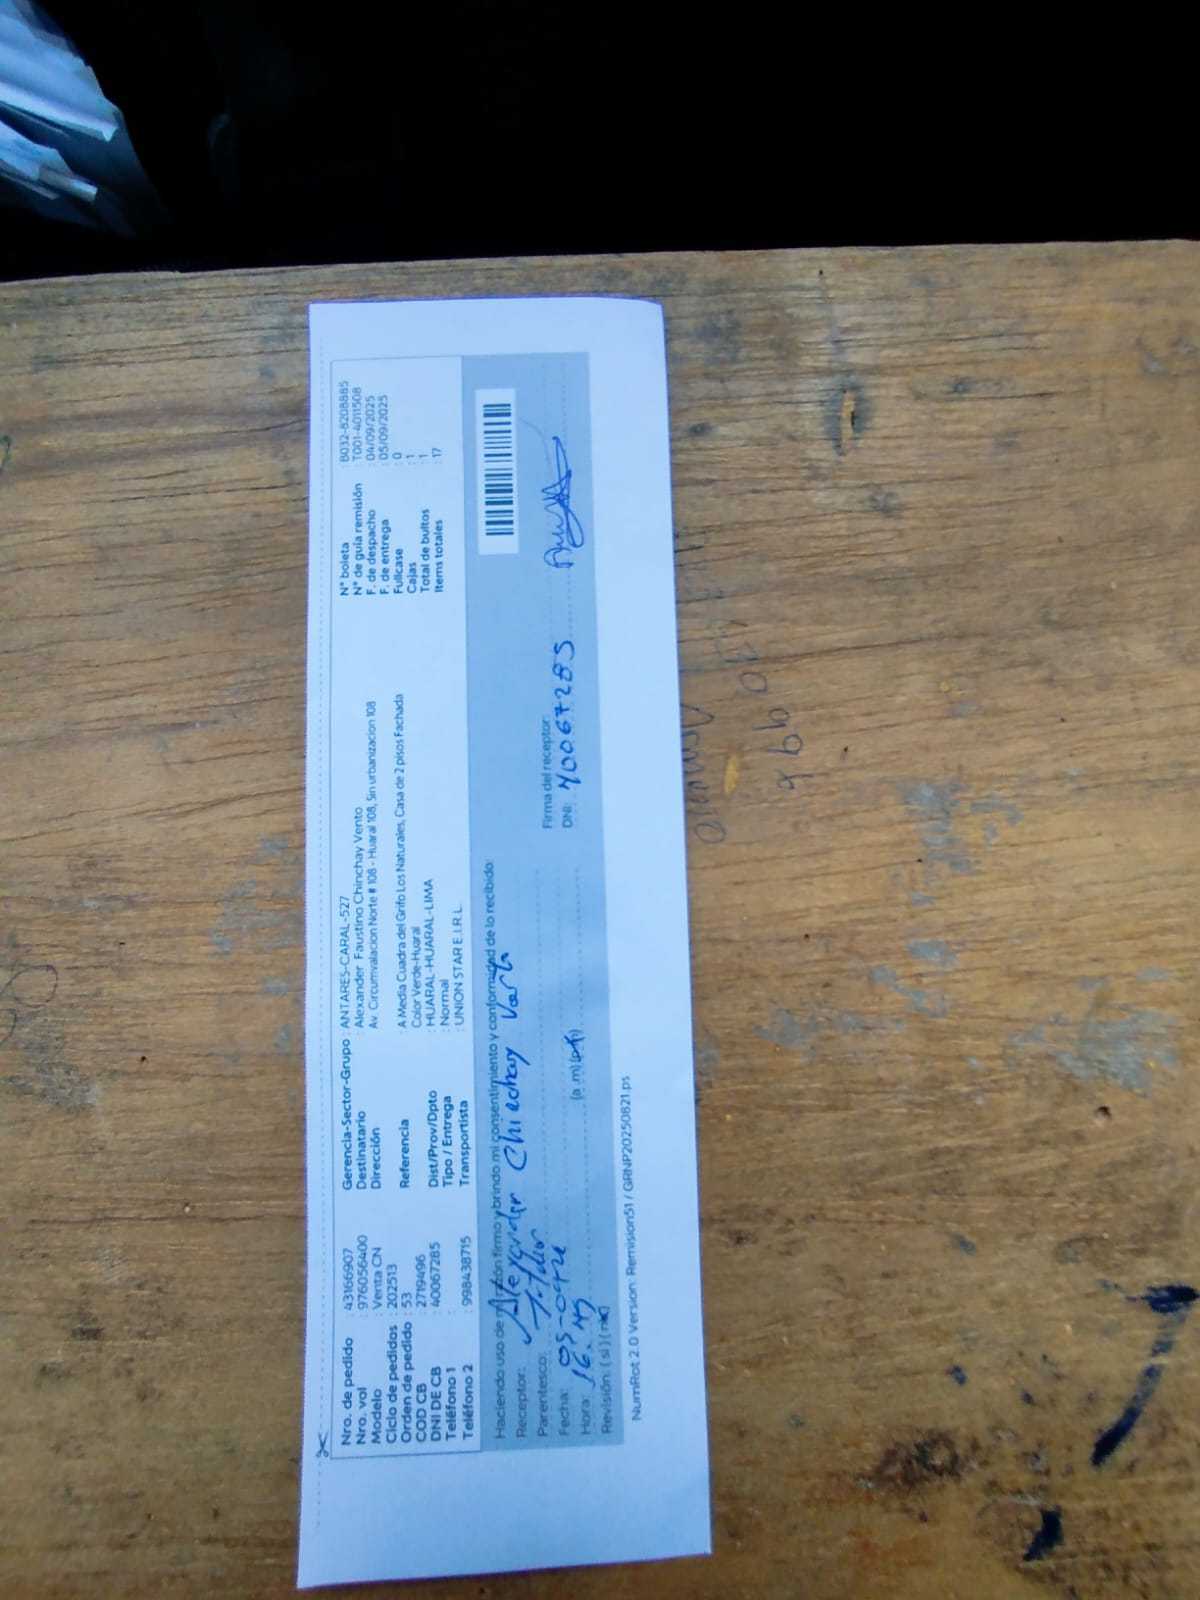 Nro. de pedido : 43166907
Nro. vol : 976056400
Modelo : Venta CN
Ciclo de pedidos : 202513
Orden de pedido : 53
COD CB : 2719496
DNI DE CB : 40067285
Teléfono 1 :
Teléfono 2 : 998438715
Gerencia-Sector-Grupo : ANTARES-CARAL-527
Destinatario : Alexander Faustino Chinchay Vento
Dirección : Av. Circumvalacion Norte # 108 - Huaral 108, Sin urbanizacion 108
Referencia : A Media Cuadra del Grifo Los Naturales, Casa de 2 pisos Fachada
Color Verde-Huaral
Dist/Prov/Dpto : HUARAL-HUARAL-LIMA
Tipo / Entrega : Normal
Transportista : UNION STAR E.I.R.L.
N° boleta : B032-8208885
N° de guía remisión : T001-4011508
F. de despacho : 04/09/2025
F. de entrega : 05/09/2025
Fullcase : 0
Cajas : 1
Total de bultos : 1
Items totales : 17
Haciendo uso de mi razón firmo y brindo mi consentimiento y conformidad de lo recibido:
Receptor: Alexander Chinchay Vento
Parentesco: Titular
Fecha: 05-
Hora: 16:47 (a.m) (p.m)
Revisión: (si) (no)
Firma del receptor:
DNI: 40067285
NumRot 2.0 Version: Remision51 / GRNP20250821.ps